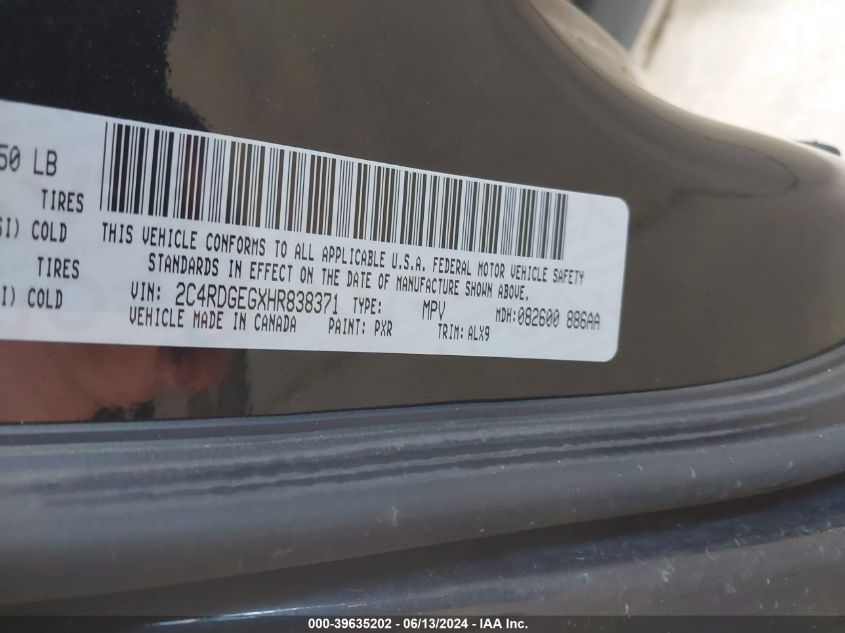 50 LB
TIRES
SI) COLD
TIRES
I) COLD
THIS VEHICLE CONFORMS TO ALL APPLICABLE U.S.A. FEDERAL MOTOR VEHICLE SAFETY
STANDARDS IN EFFECT ON THE DATE OF MANUFACTURE SHOWN ABOVE.
VIN: 2C4RDGEGXHR838371 TYPE: MPV MDH:082600 886AA
VEHICLE MADE IN CANADA PAINT: PXR TRIM: ALX9
000-39635202 - 06/13/2024 - IAA Inc.